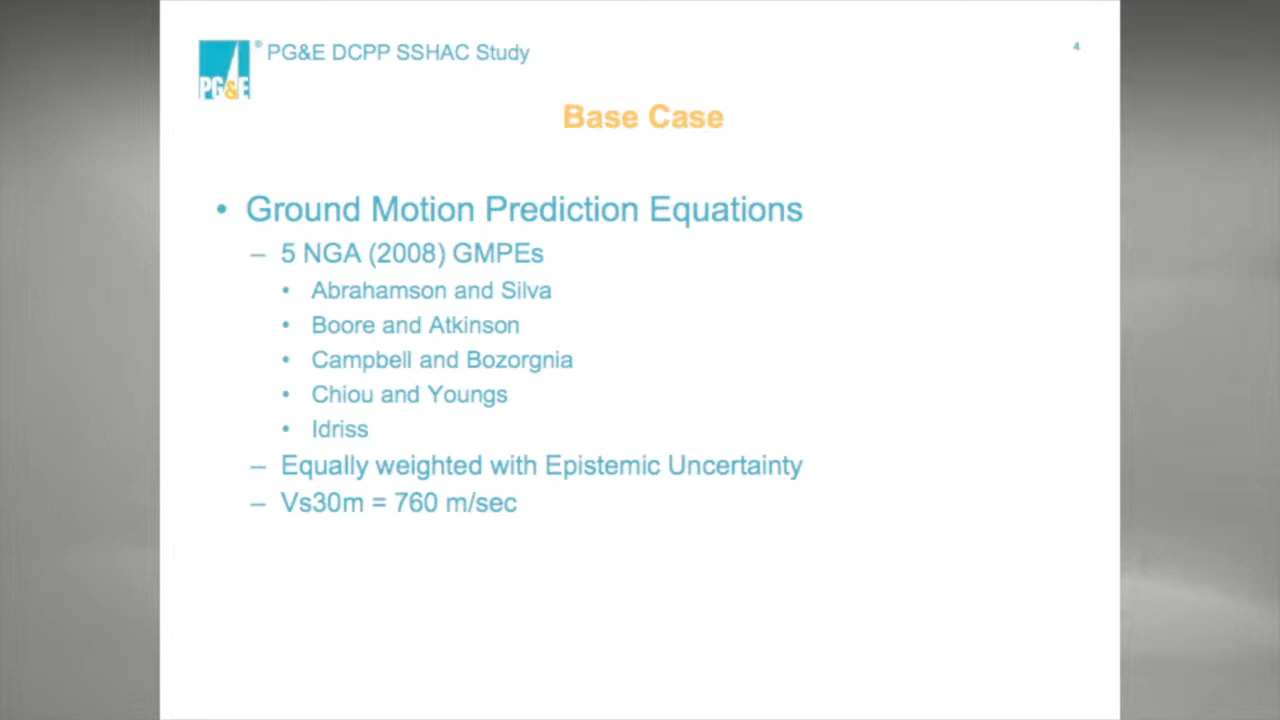 PG&E
® PG&E DCPP SSHAC Study
4
Base Case
• Ground Motion Prediction Equations
– 5 NGA (2008) GMPEs
• Abrahamson and Silva
• Boore and Atkinson
• Campbell and Bozorgnia
• Chiou and Youngs
• Idriss
– Equally weighted with Epistemic Uncertainty
– Vs30m = 760 m/sec